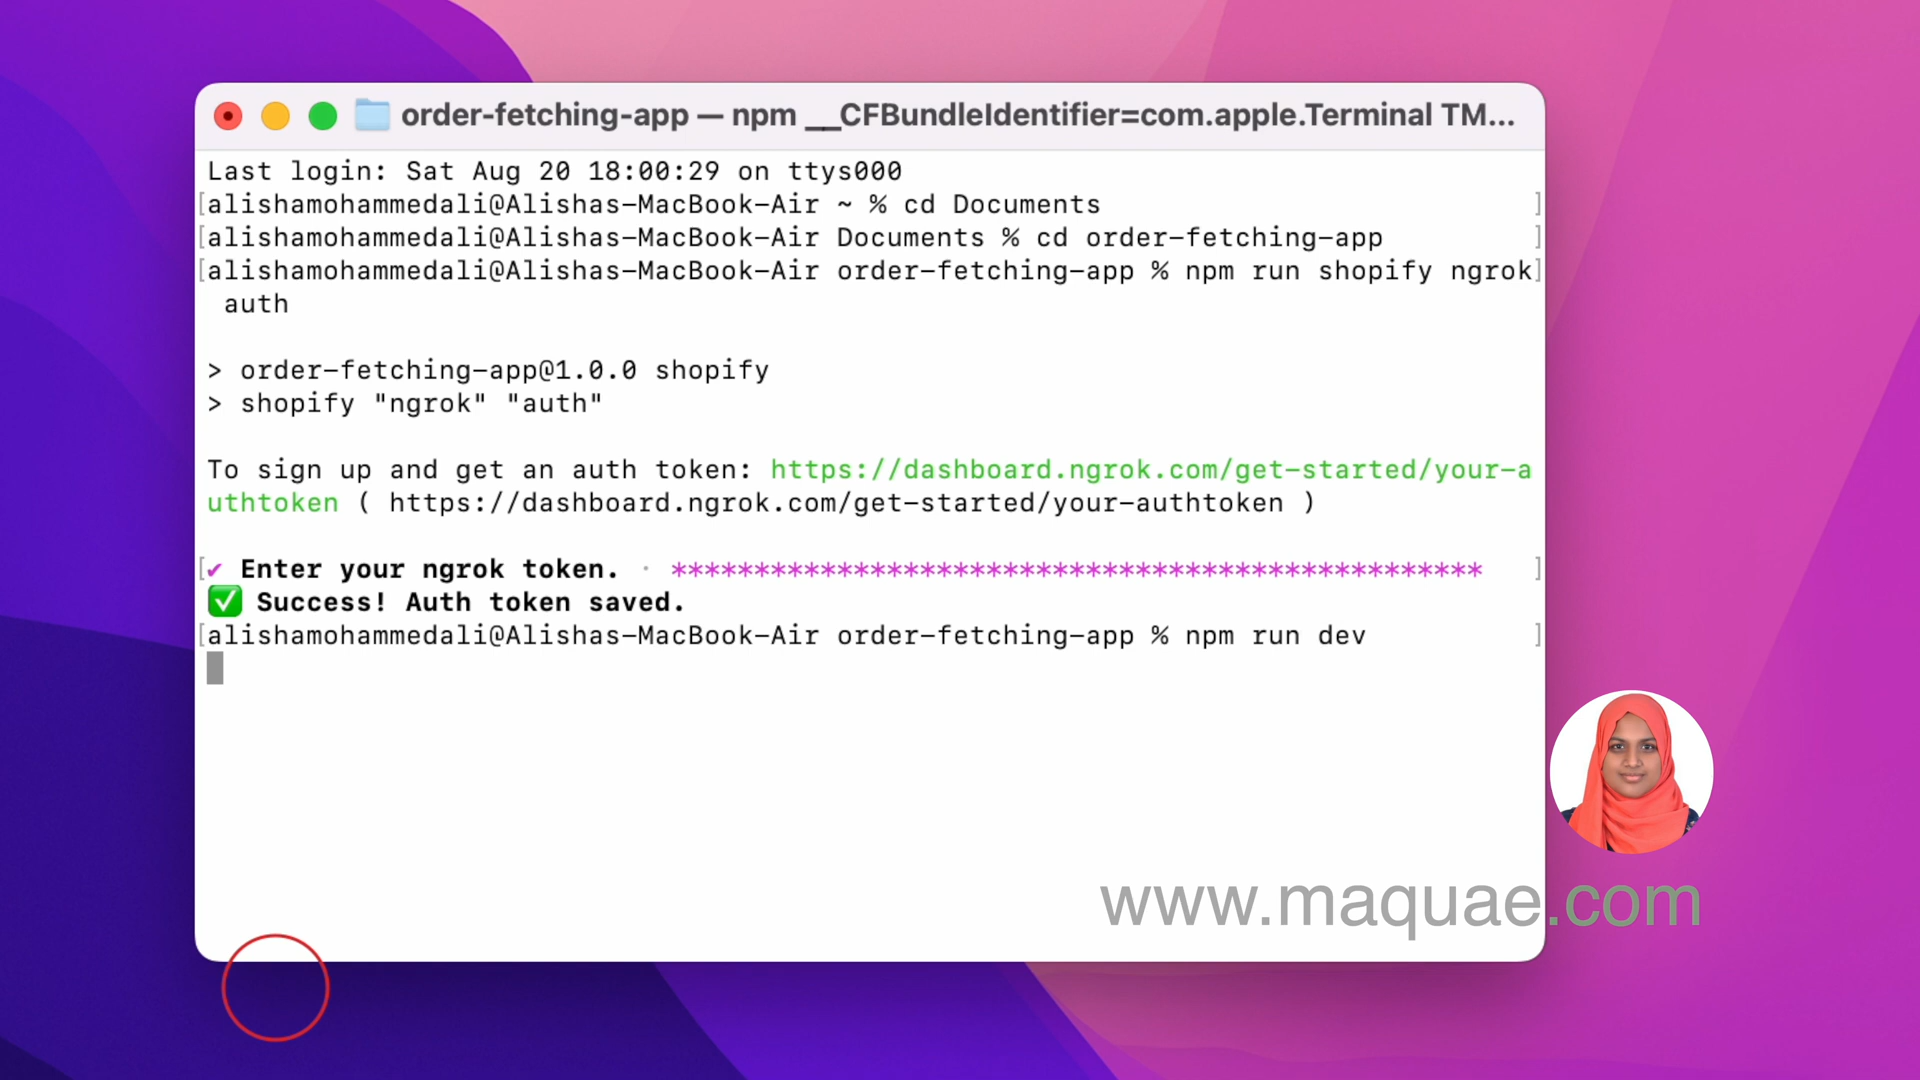 order-fetching-app — npm __CFBundleIdentifier=com.apple.Terminal TM...
Last login: Sat Aug 20 18:00:29 on ttys000
[alishamohammedali@Alishas-MacBook-Air ~ % cd Documents ]
[alishamohammedali@Alishas-MacBook-Air Documents % cd order-fetching-app ]
[alishamohammedali@Alishas-MacBook-Air order-fetching-app % npm run shopify ngrok]
auth
> order-fetching-app@1.0.0 shopify
> shopify "ngrok" "auth"
To sign up and get an auth token: https://dashboard.ngrok.com/get-started/your-a
uthtoken ( https://dashboard.ngrok.com/get-started/your-authtoken )
[✔ Enter your ngrok token. · ************************************************* ]
✅ Success! Auth token saved.
[alishamohammedali@Alishas-MacBook-Air order-fetching-app % npm run dev ]
www.maquae.com